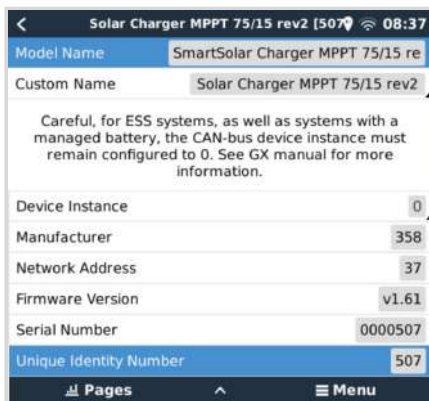 Solar Charger MPPT 75/15 rev2 [507 08:37
Model Name SmartSolar Charger MPPT 75/15 re
Custom Name Solar Charger MPPT 75/15 rev2
Careful, for ESS systems, as well as systems with a
managed battery, the CAN-bus device instance must
remain configured to 0. See GX manual for more
information.
Device Instance 0
Manufacturer 358
Network Address 37
Firmware Version v1.61
Serial Number 0000507
Unique Identity Number 507
Pages Menu